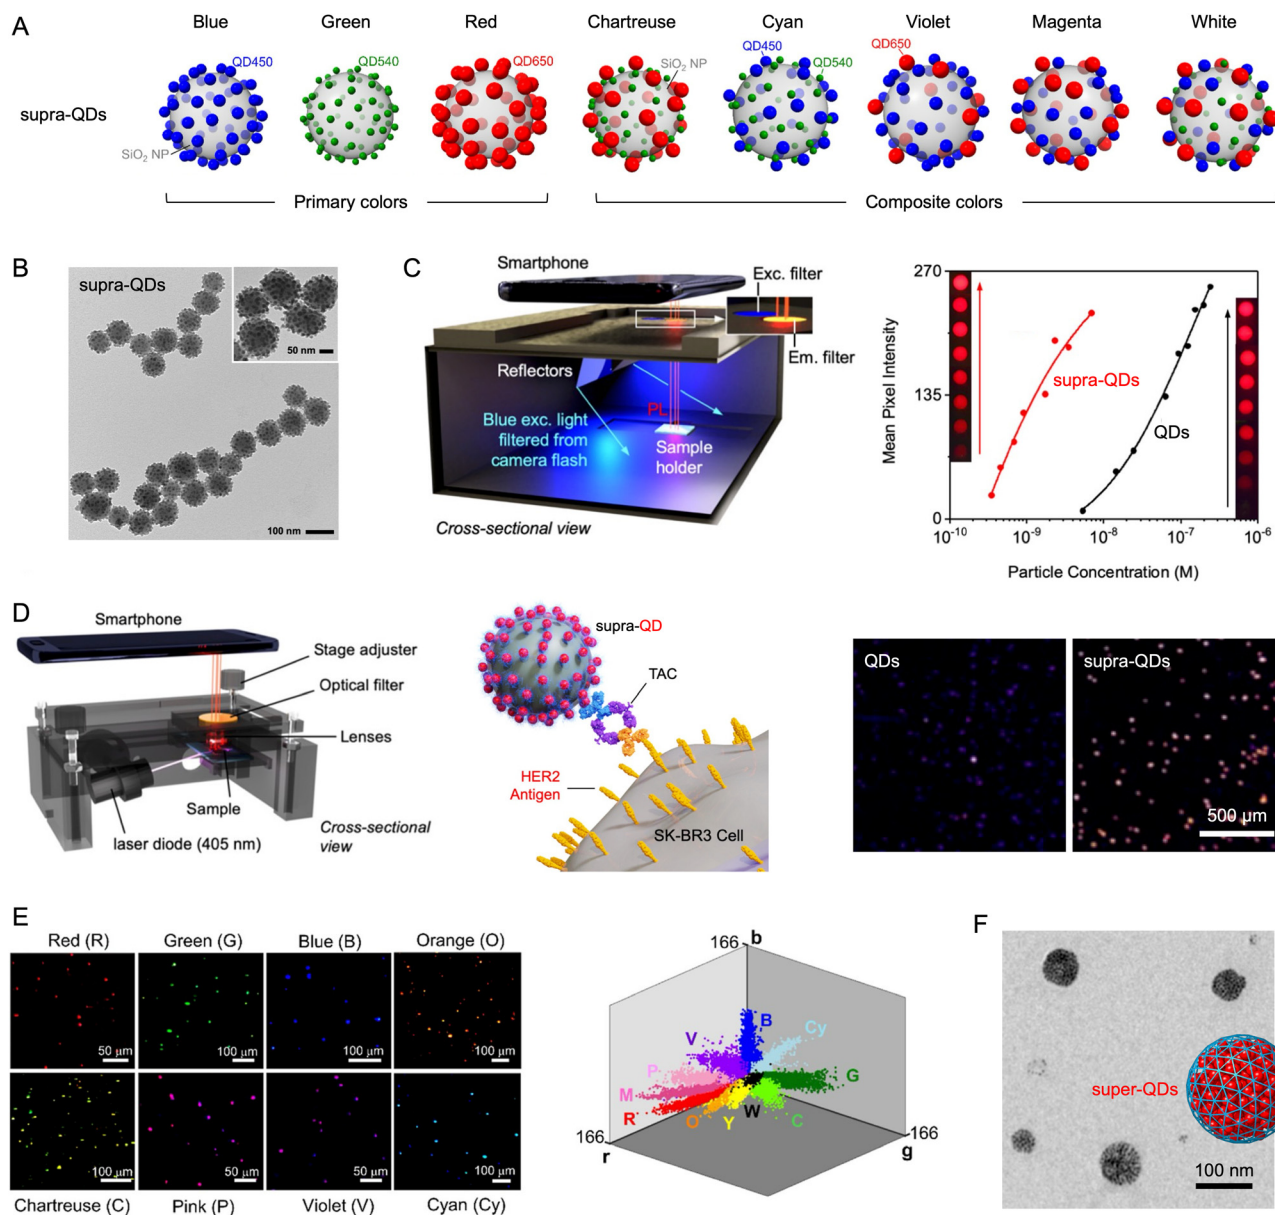 A
Blue
Green
Red
Chartreuse
Cyan
Violet
Magenta
White
supra-QDs
QD450
QD540
QD650
SiO₂ NP
SiO₂ NP
QD450
QD540
QD650
Primary colors
Composite colors
B
supra-QDs
50 nm
100 nm
C
Smartphone
Exc. filter
Em. filter
Reflectors
PL
Blue exc. light
filtered from
camera flash
Sample
holder
Cross-sectional view
Mean Pixel Intensity
270
135
0
supra-QDs
QDs
10⁻¹⁰
10⁻⁹
10⁻⁸
10⁻⁷
10⁻⁶
Particle Concentration (M)
D
Smartphone
Stage adjuster
Optical filter
Lenses
Sample
laser diode (405 nm)
Cross-sectional
view
supra-QD
TAC
HER2
Antigen
SK-BR3 Cell
QDs
supra-QDs
500 µm
E
Red (R)
Green (G)
Blue (B)
Orange (O)
50 µm
100 µm
100 µm
100 µm
100 µm
50 µm
50 µm
100 µm
Chartreuse (C)
Pink (P)
Violet (V)
Cyan (Cy)
b
166
B
Cy
V
P
G
M
R
O
Y
W
C
166
r
166
g
F
super-QDs
100 nm